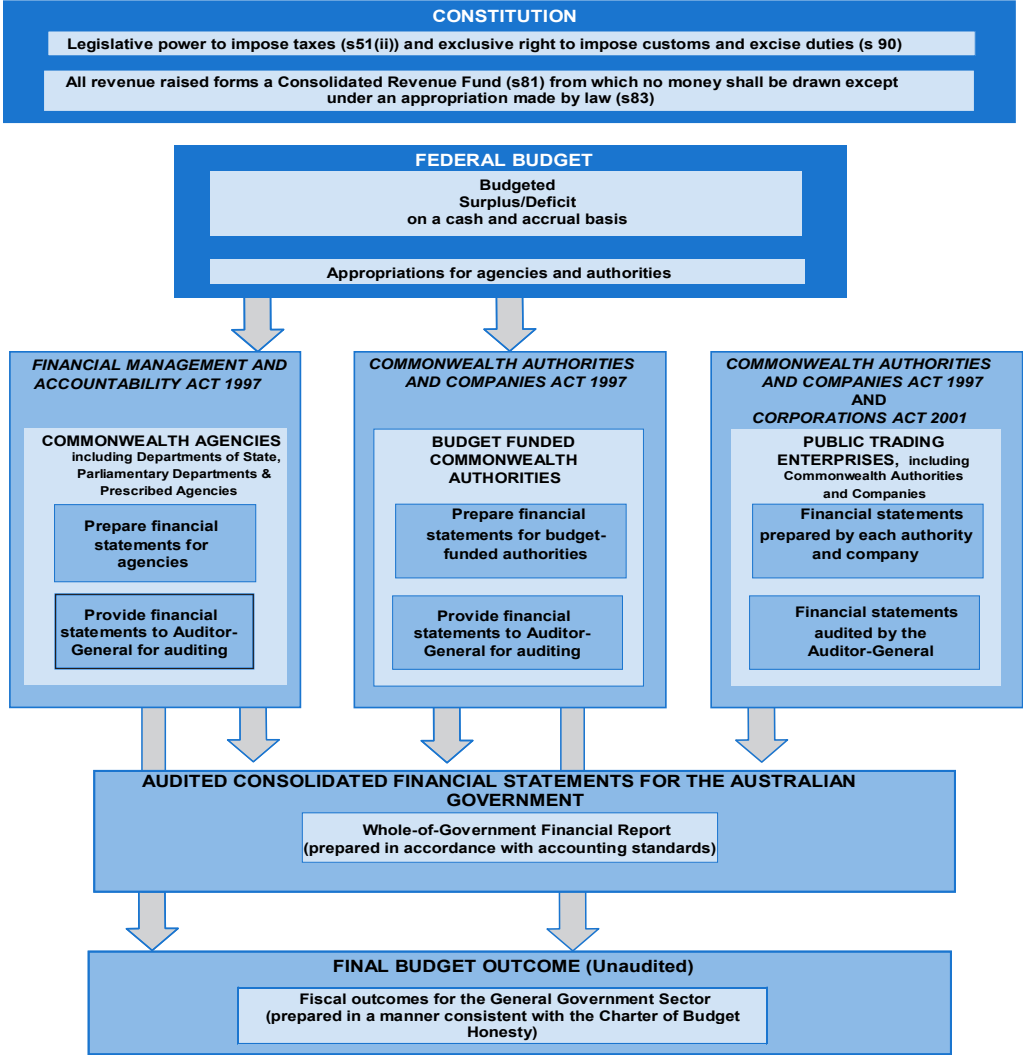 CONSTITUTION
Legislative power to impose taxes (s51(ii)) and exclusive right to impose customs and excise duties (s 90)
All revenue raised forms a Consolidated Revenue Fund (s81) from which no money shall be drawn except
under an appropriation made by law (s83)
FEDERAL BUDGET
Budgeted
Surplus/Deficit
on a cash and accrual basis
Appropriations for agencies and authorities
FINANCIAL MANAGEMENT AND
ACCOUNTABILITY ACT 1997
COMMONWEALTH AGENCIES
including Departments of State,
Parliamentary Departments &
Prescribed Agencies
Prepare financial
statements for
agencies
Provide financial
statements to Auditor-
General for auditing
COMMONWEALTH AUTHORITIES
AND COMPANIES ACT 1997
BUDGET FUNDED
COMMONWEALTH
AUTHORITIES
Prepare financial
statements for budget-
funded authorities
Provide financial
statements to Auditor-
General for auditing
COMMONWEALTH AUTHORITIES
AND COMPANIES ACT 1997
AND
CORPORATIONS ACT 2001
PUBLIC TRADING
ENTERPRISES, including
Commonwealth Authorities
and Companies
Financial statements
prepared by each authority
and company
Financial statements
audited by the
Auditor-General
AUDITED CONSOLIDATED FINANCIAL STATEMENTS FOR THE AUSTRALIAN
GOVERNMENT
Whole-of-Government Financial Report
(prepared in accordance with accounting standards)
FINAL BUDGET OUTCOME (Unaudited)
Fiscal outcomes for the General Government Sector
(prepared in a manner consistent with the Charter of Budget
Honesty)